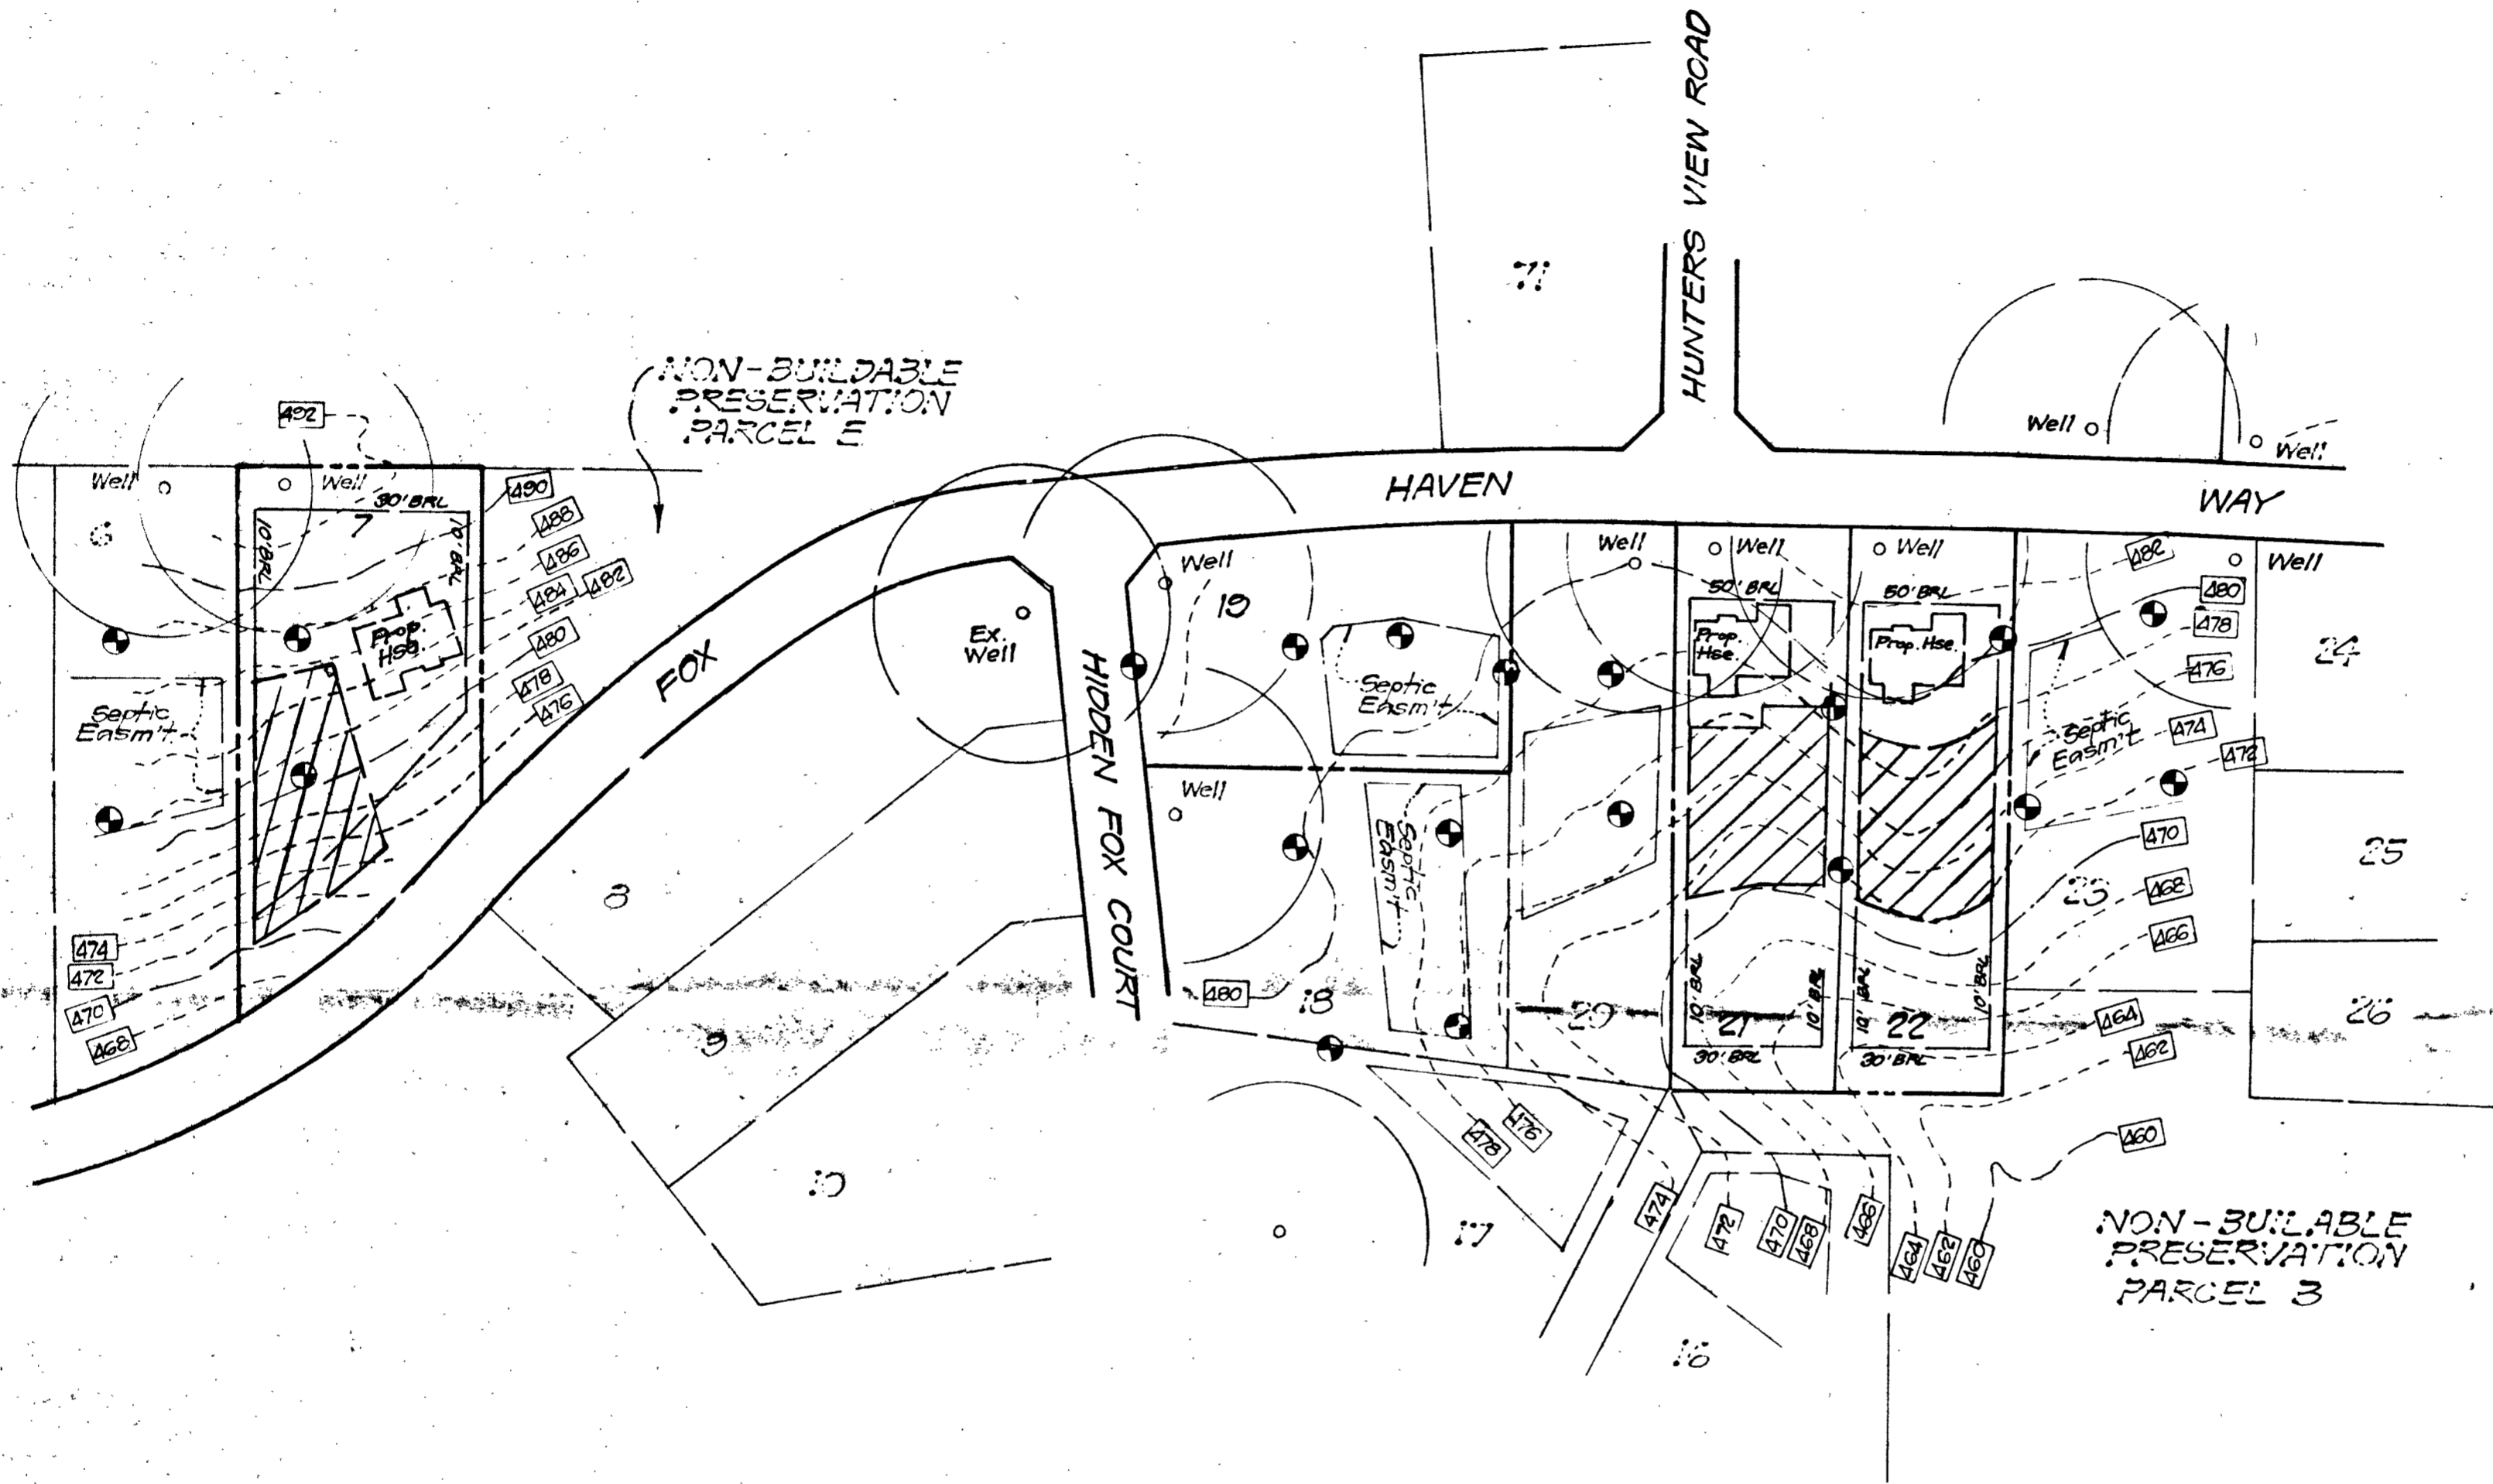 HUNTERS VIEW ROAD
71
NON-BUILDABLE
PRESERVATION
PARCEL E
492
Well
Well
30' BRL
6
7
10' BRL
10' BRL
490
488
486
484
482
480
478
476
Prop.
Hse.
Septic
Easm't
474
472
470
468
FOX
HAVEN
WAY
Well
Well
Ex.
Well
HIDDEN FOX COURT
8
9
10
Well
19
Septic
Easm't
Well
Septic
Easm't
480
18
Well
20
Well
50' BRL
Prop.
Hse.
10' BRL
10' BRL
21
30' BRL
Well
50' BRL
Prop. Hse.
10' BRL
10' BRL
22
30' BRL
482
Well
480
478
476
474
472
Septic
Easm't
470
23
468
466
464
462
460
24
25
26
478
476
17
474
472
470
468
466
464
462
460
16
NON-BUILABLE
PRESERVATION
PARCEL B